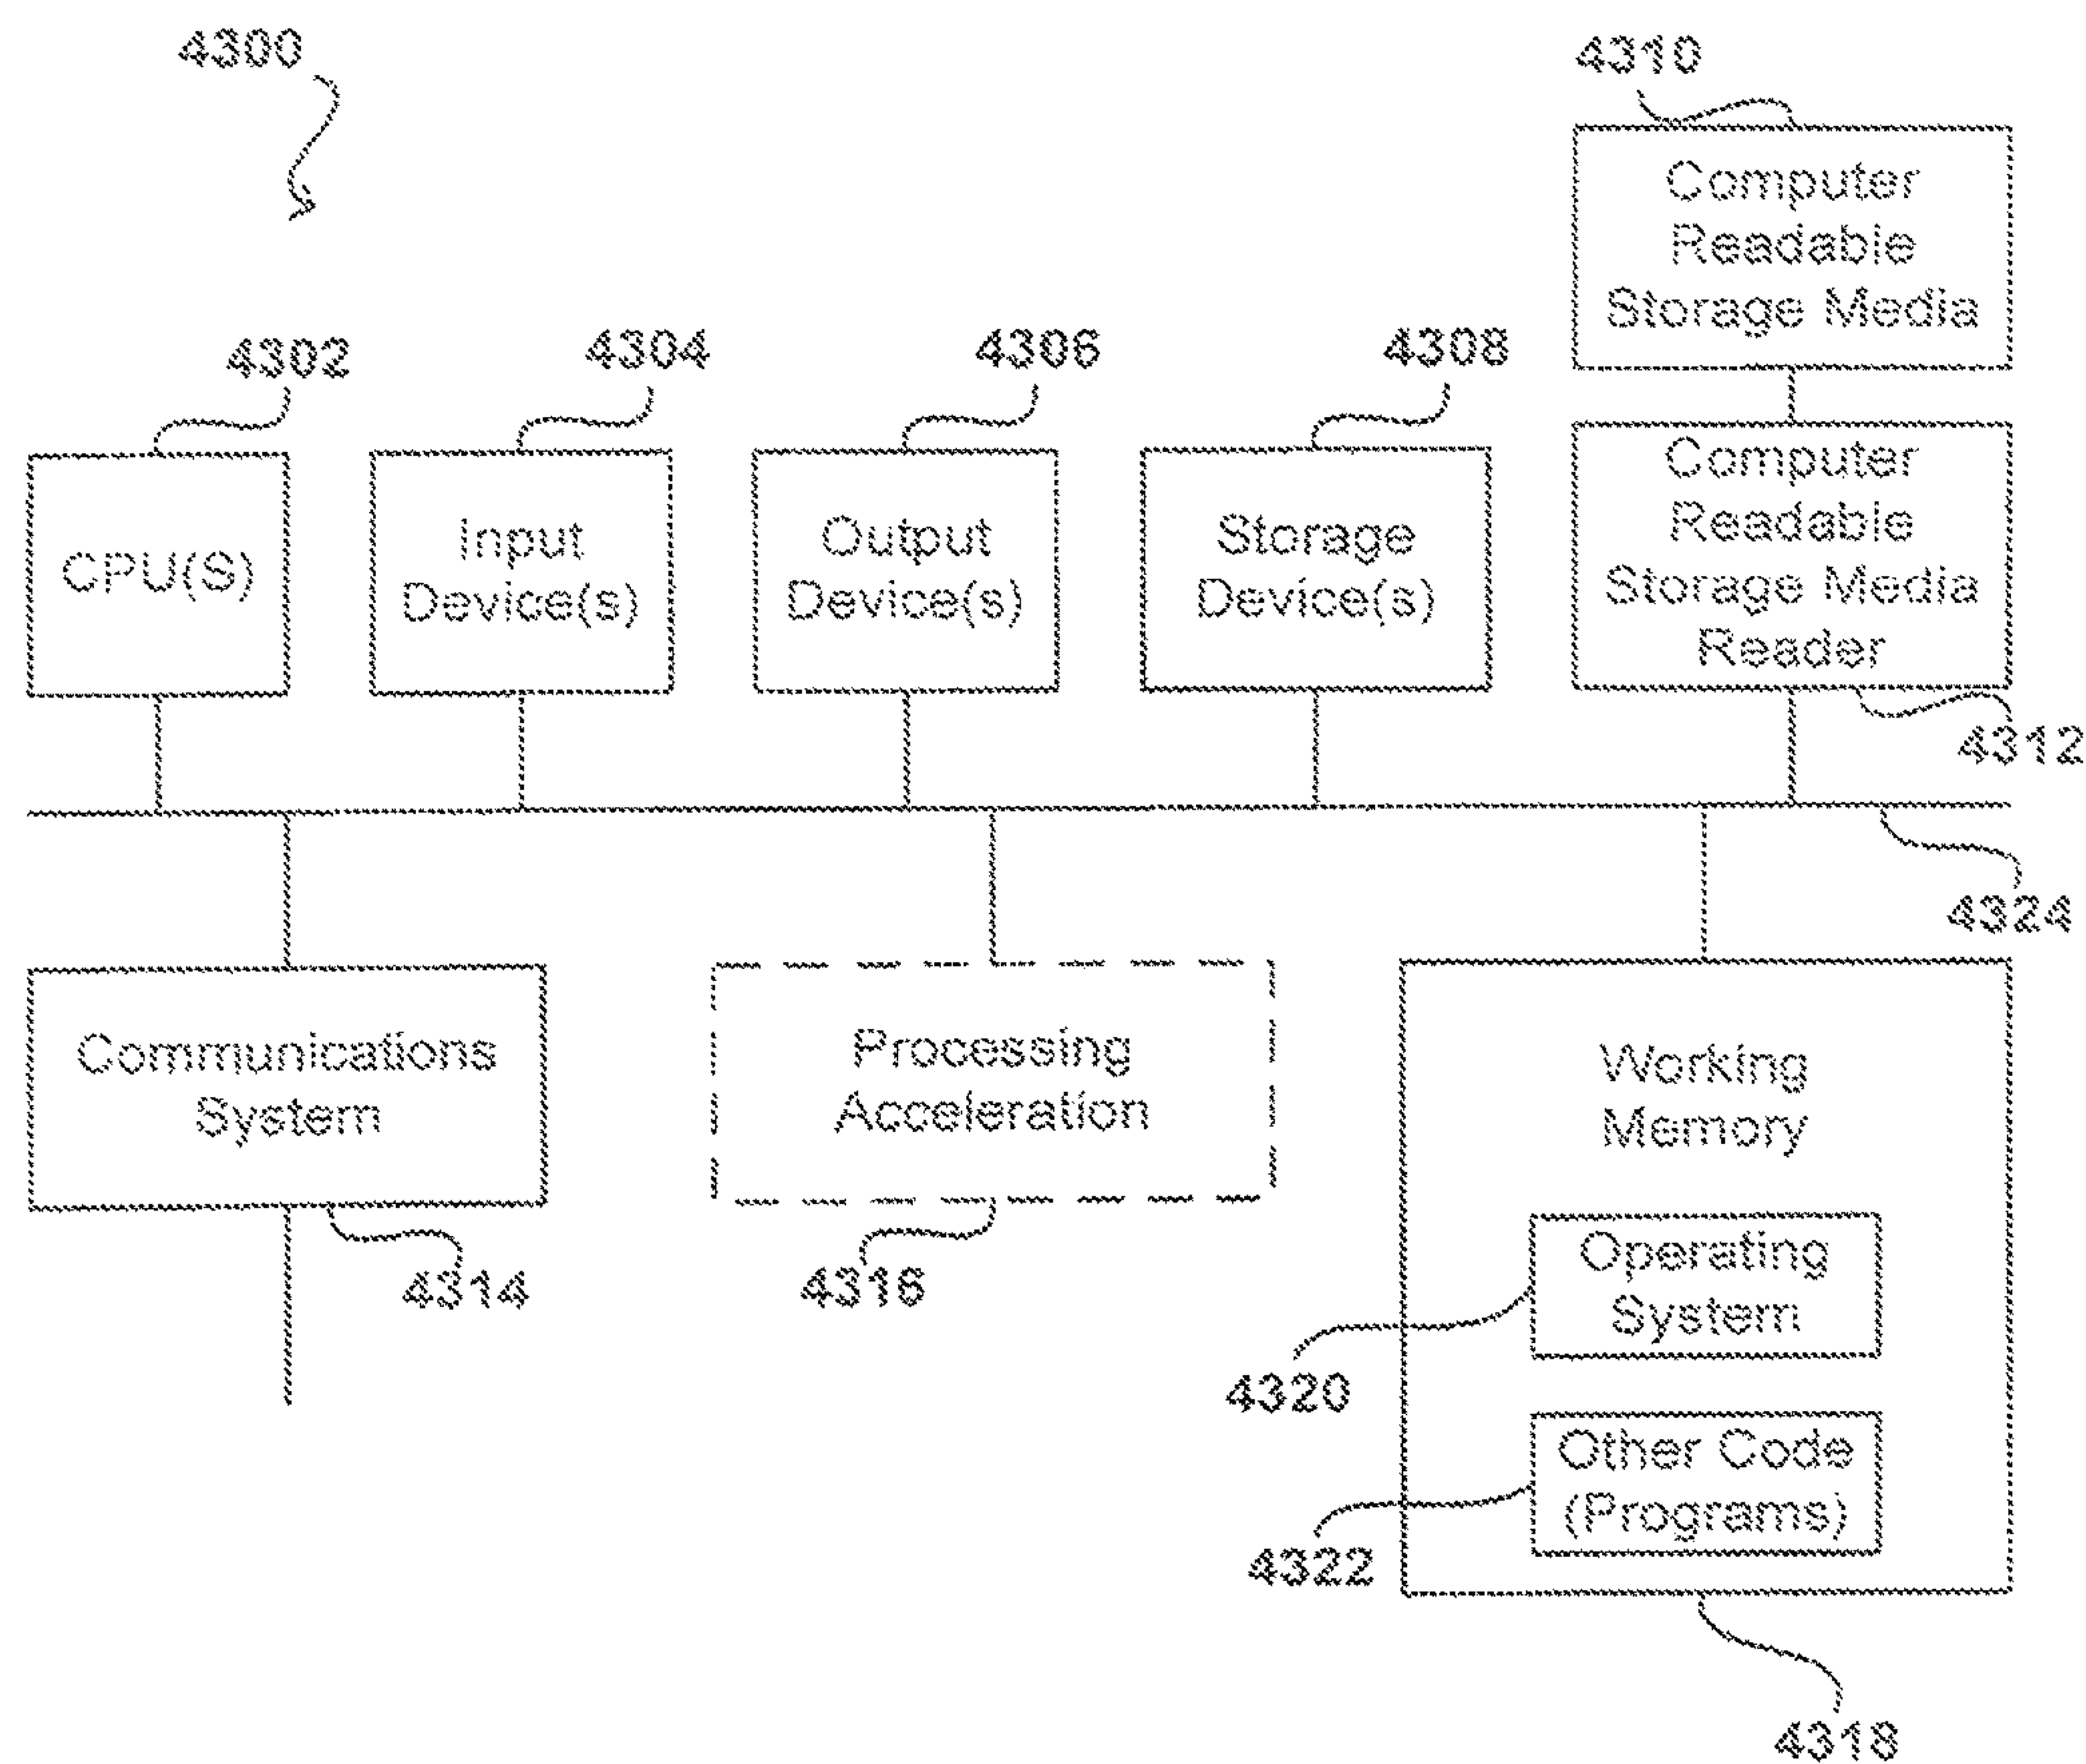 4300
4310
Computer
Readable
Storage Media
4302
4304
4306
4308
CPU(S)
Input
Device(s)
Output
Device(s)
Storage
Device(s)
Computer
Readable
Storage Media
Reader
4312
4324
Communications
System
4314
Processing
Acceleration
4316
Working
Memory
Operating
System
4320
Other Code
(Programs)
4322
4318